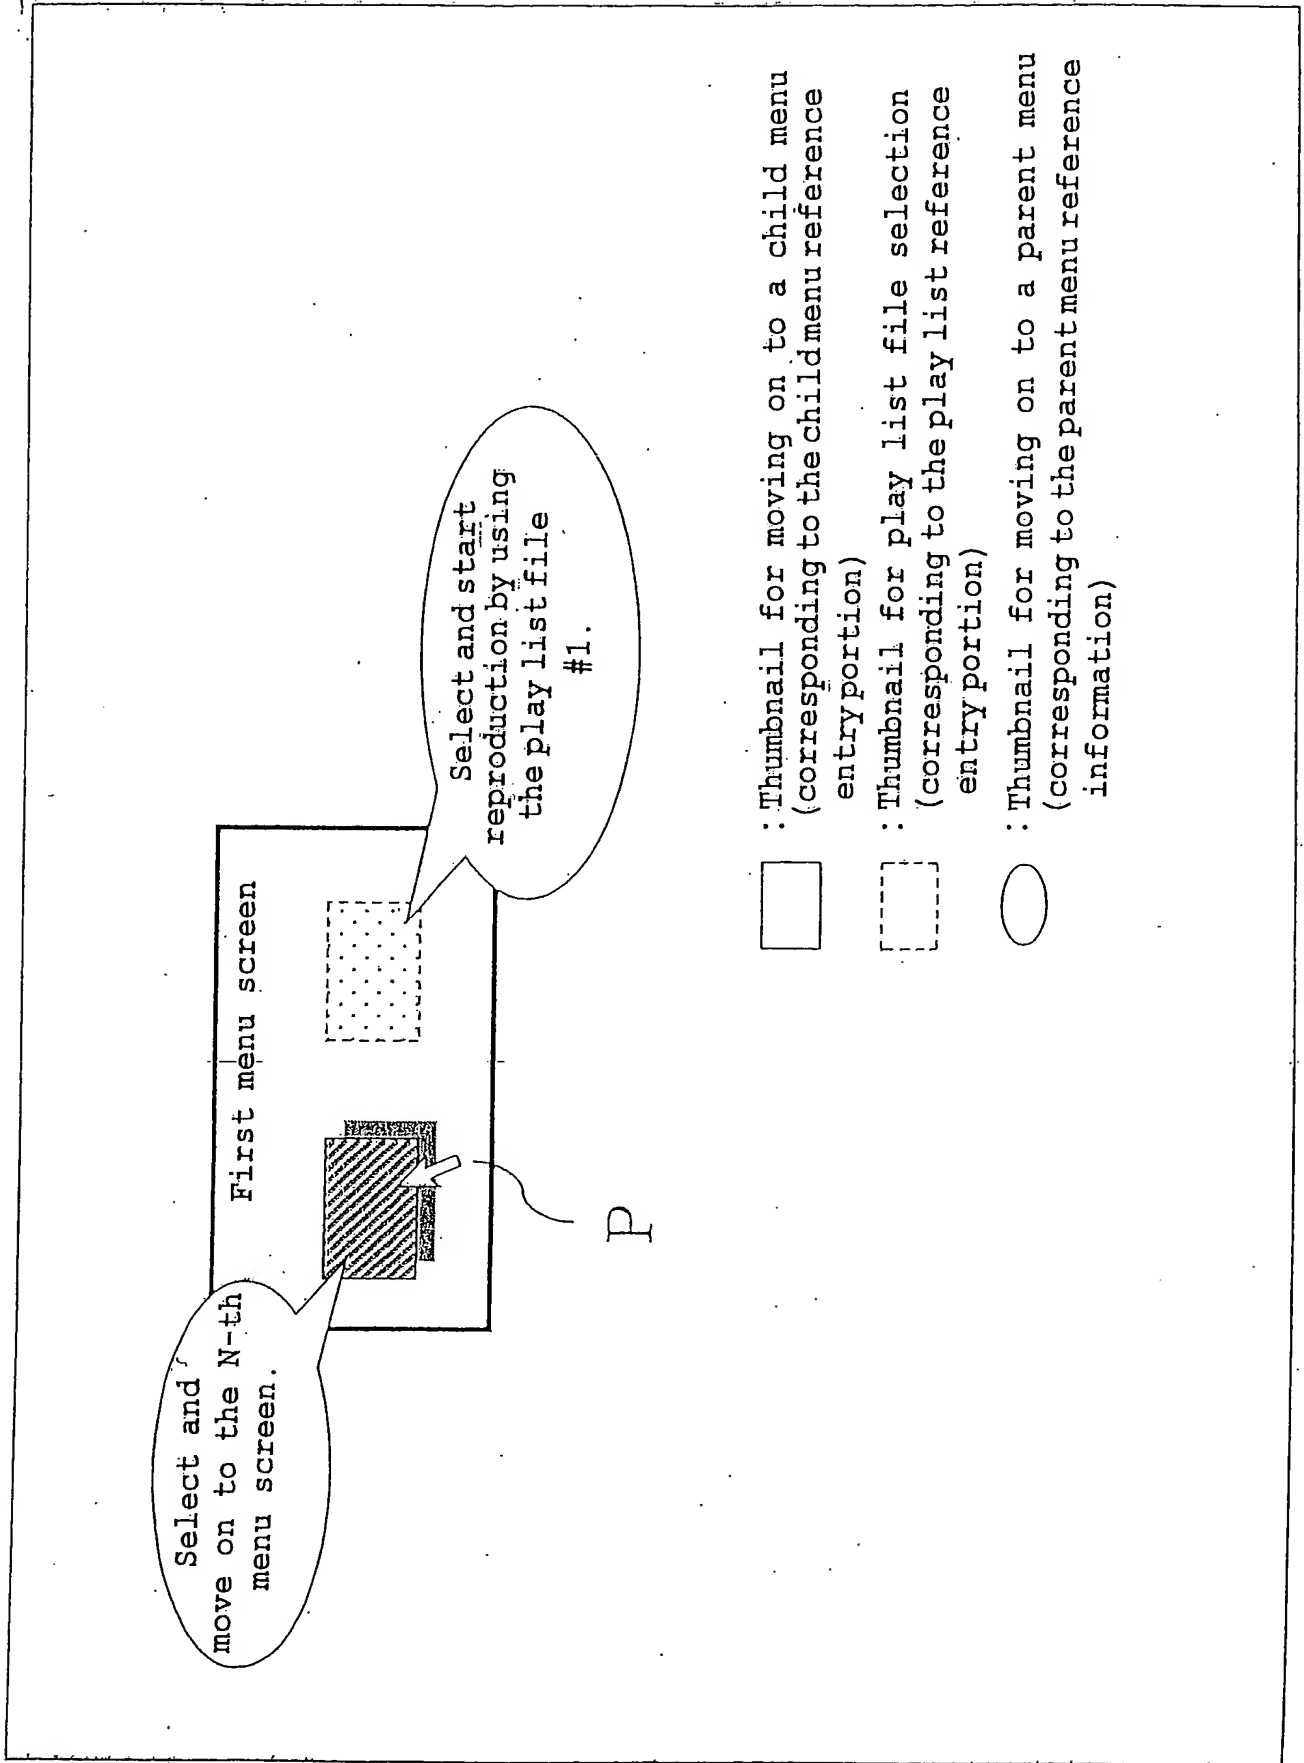 Select and
move on to the N-th
menu screen.
First menu screen
Select and start
reproduction by using
the play list file
#1.
P
: Thumbnail for moving on to a child menu
(corresponding to the child menu reference
entry portion)
: Thumbnail for play list file selection
(corresponding to the play list reference
entry portion)
: Thumbnail for moving on to a parent menu
(corresponding to the parent menu reference
information)